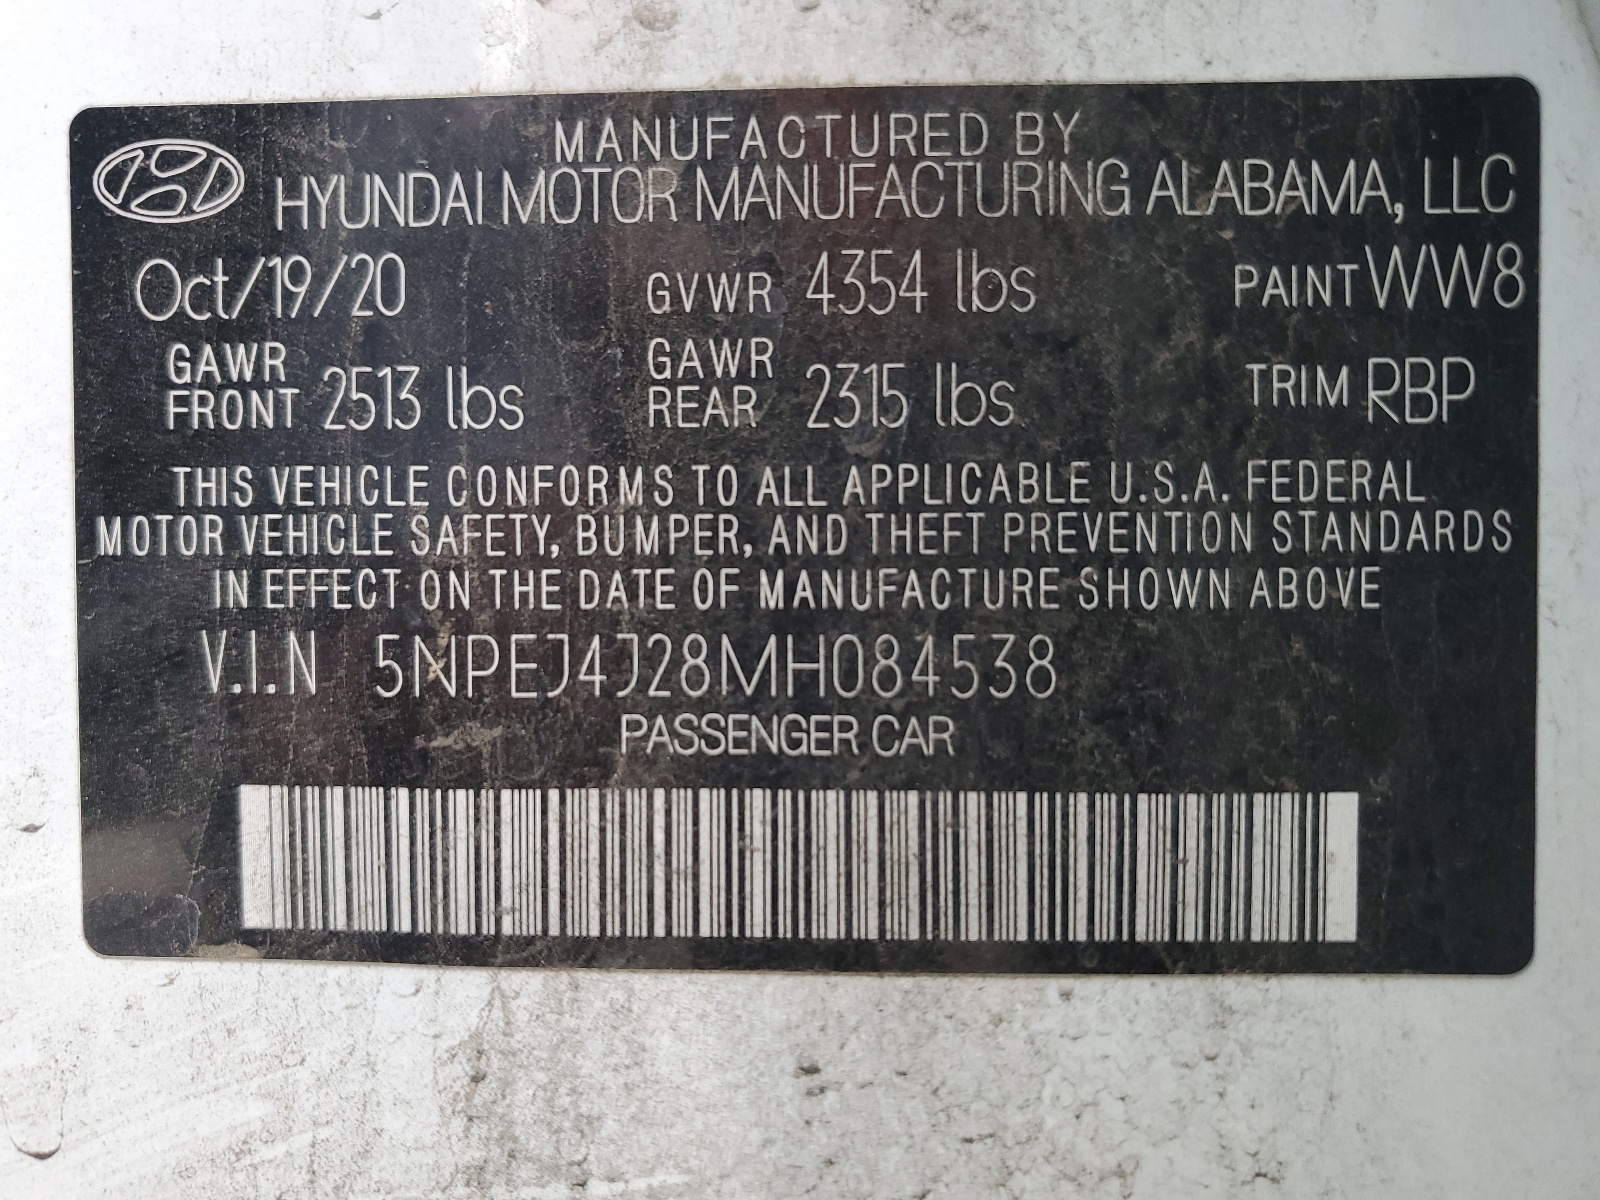 MANUFACTURED BY
HYUNDAI MOTOR MANUFACTURING ALABAMA, LLC
Oct/19/20 GVWR 4354 lbs PAINT WW8
GAWR FRONT 2513 lbs GAWR REAR 2315 lbs TRIM RBP
THIS VEHICLE CONFORMS TO ALL APPLICABLE U.S.A. FEDERAL
MOTOR VEHICLE SAFETY, BUMPER, AND THEFT PREVENTION STANDARDS
IN EFFECT ON THE DATE OF MANUFACTURE SHOWN ABOVE
V.I.N 5NPEJ4J28MH084538
PASSENGER CAR